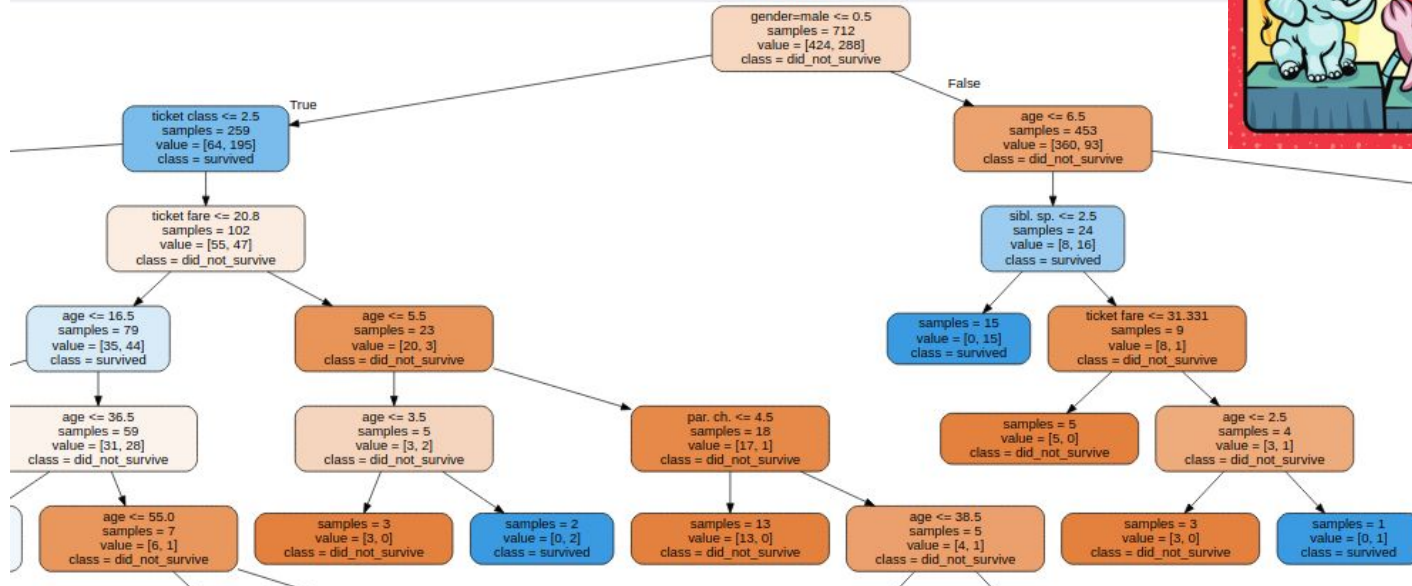 gender=male <= 0.5
samples = 712
value = [424, 288]
class = did_not_survive
True
False
ticket class <= 2.5
samples = 259
value = [64, 195]
class = survived
age <= 6.5
samples = 453
value = [360, 93]
class = did_not_survive
ticket fare <= 20.8
samples = 102
value = [55, 47]
class = did_not_survive
sibl. sp. <= 2.5
samples = 24
value = [8, 16]
class = survived
age <= 16.5
samples = 79
value = [35, 44]
class = survived
age <= 5.5
samples = 23
value = [20, 3]
class = did_not_survive
samples = 15
value = [0, 15]
class = survived
ticket fare <= 31.331
samples = 9
value = [8, 1]
class = did_not_survive
age <= 36.5
samples = 59
value = [31, 28]
class = did_not_survive
age <= 3.5
samples = 5
value = [3, 2]
class = did_not_survive
par. ch. <= 4.5
samples = 18
value = [17, 1]
class = did_not_survive
samples = 5
value = [5, 0]
class = did_not_survive
age <= 2.5
samples = 4
value = [3, 1]
class = did_not_survive
age <= 55.0
samples = 7
value = [6, 1]
class = did_not_survive
samples = 3
value = [3, 0]
class = did_not_survive
samples = 2
value = [0, 2]
class = survived
samples = 13
value = [13, 0]
class = did_not_survive
age <= 38.5
samples = 5
value = [4, 1]
class = did_not_survive
samples = 3
value = [3, 0]
class = did_not_survive
samples = 1
value = [0, 1]
class = survived